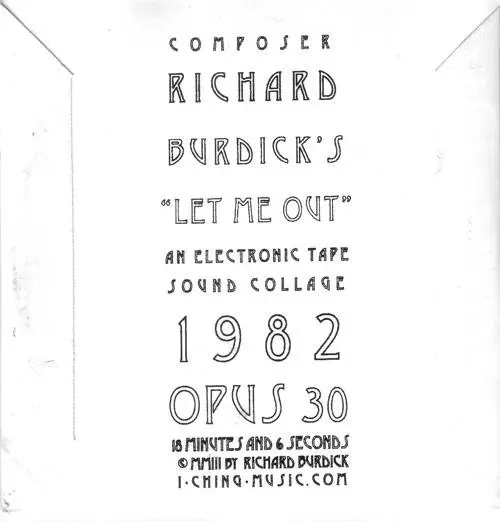 COMPOSER
RICHARD
BURDICK'S
"LET ME OUT"
AN ELECTRONIC TAPE
SOUND COLLAGE
1982
OPUS 30
18 MINUTES AND 6 SECONDS
© MMIII BY RICHARD BURDICK
I·CHING·MUSIC.COM